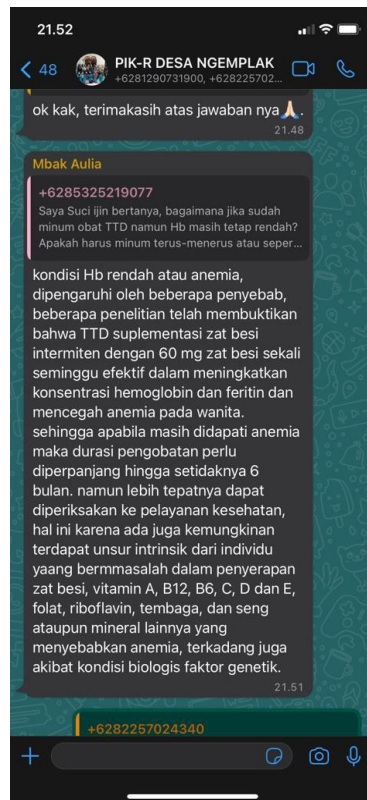 21.52
48
PIK-R DESA NGEMPLAK
+6281290731900, +628225702...
ok kak, terimakasih atas jawaban nya🙏🏻.
21.48
Mbak Aulia
+6285325219077
Saya Suci ijin bertanya, bagaimana jika sudah
minum obat TTD namun Hb masih tetap rendah?
Apakah harus minum terus-menerus atau seper...
kondisi Hb rendah atau anemia,
dipengaruhi oleh beberapa penyebab,
beberapa penelitian telah membuktikan
bahwa TTD suplementasi zat besi
intermiten dengan 60 mg zat besi sekali
seminggu efektif dalam meningkatkan
konsentrasi hemoglobin dan feritin dan
mencegah anemia pada wanita.
sehingga apabila masih didapati anemia
maka durasi pengobatan perlu
diperpanjang hingga setidaknya 6
bulan. namun lebih tepatnya dapat
diperiksakan ke pelayanan kesehatan,
hal ini karena ada juga kemungkinan
terdapat unsur intrinsik dari individu
yaang bermmasalah dalam penyerapan
zat besi, vitamin A, B12, B6, C, D dan E,
folat, riboflavin, tembaga, dan seng
ataupun mineral lainnya yang
menyebabkan anemia, terkadang juga
akibat kondisi biologis faktor genetik.
21.51
+6282257024340